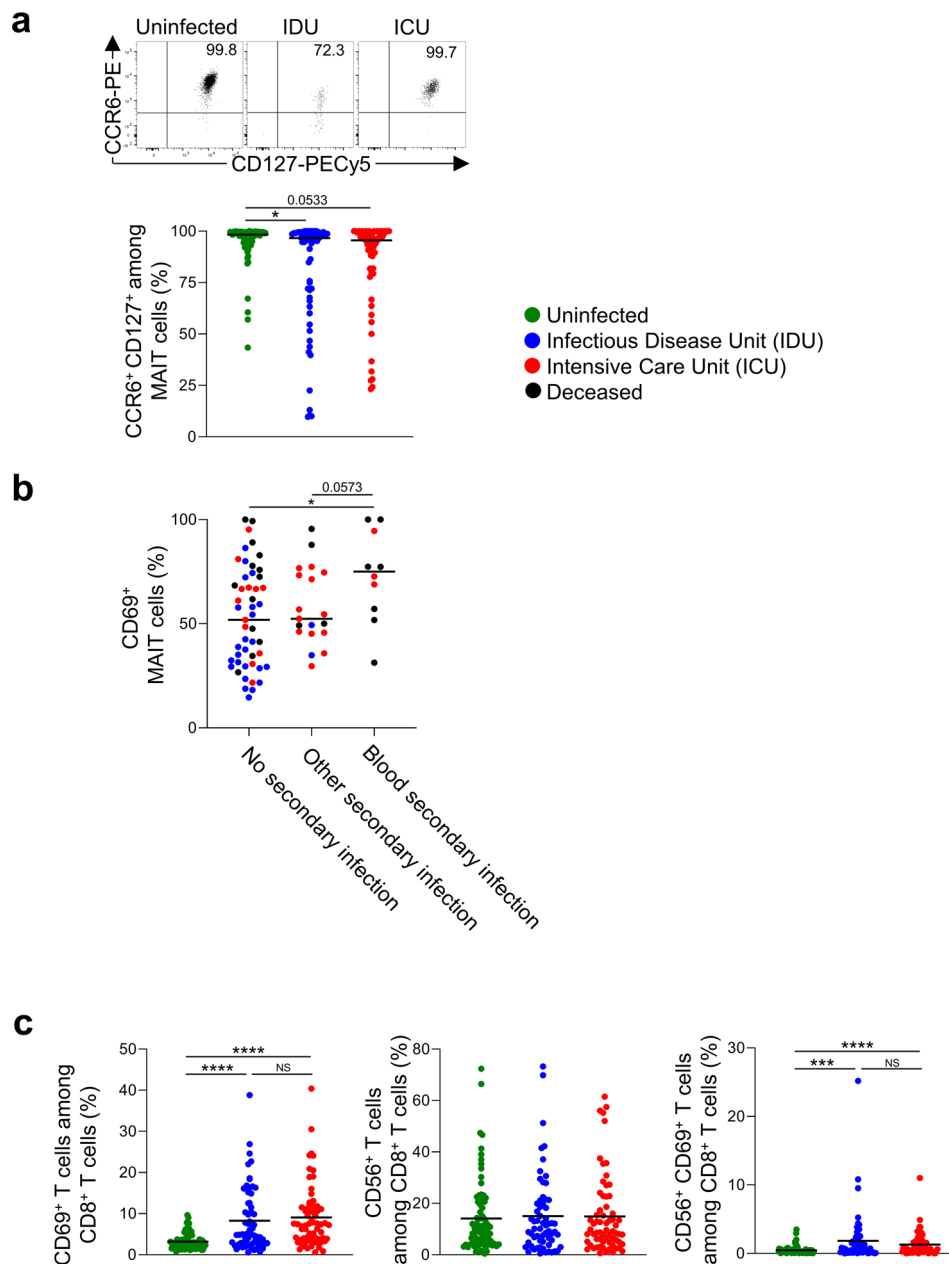 a
Uninfected IDU ICU
99.8 72.3 99.7
CCR6-PE
CD127-PECy5
0.0533
*
CCR6⁺ CD127⁺ among
MAIT cells (%)
100
75
50
25
0
Uninfected
Infectious Disease Unit (IDU)
Intensive Care Unit (ICU)
Deceased
b
0.0573
*
CD69⁺
MAIT cells (%)
100
50
0
No secondary infection
Other secondary infection
Blood secondary infection
c
CD69⁺ T cells among
CD8⁺ T cells (%)
50
40
30
20
10
0
****
**** NS
CD56⁺ T cells
among CD8⁺ T cells (%)
80
60
40
20
0
CD56⁺ CD69⁺ T cells
among CD8⁺ T cells (%)
30
20
10
0
****
*** NS